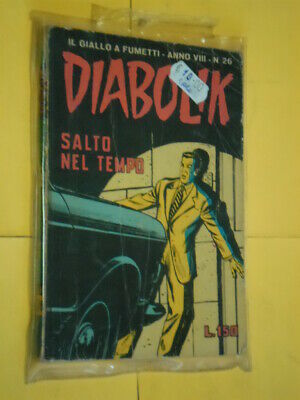 IL GIALLO A FUMETTI - ANNO VIII - N 26
DIABOLIK
SALTO
NEL TEMPO
L. 150